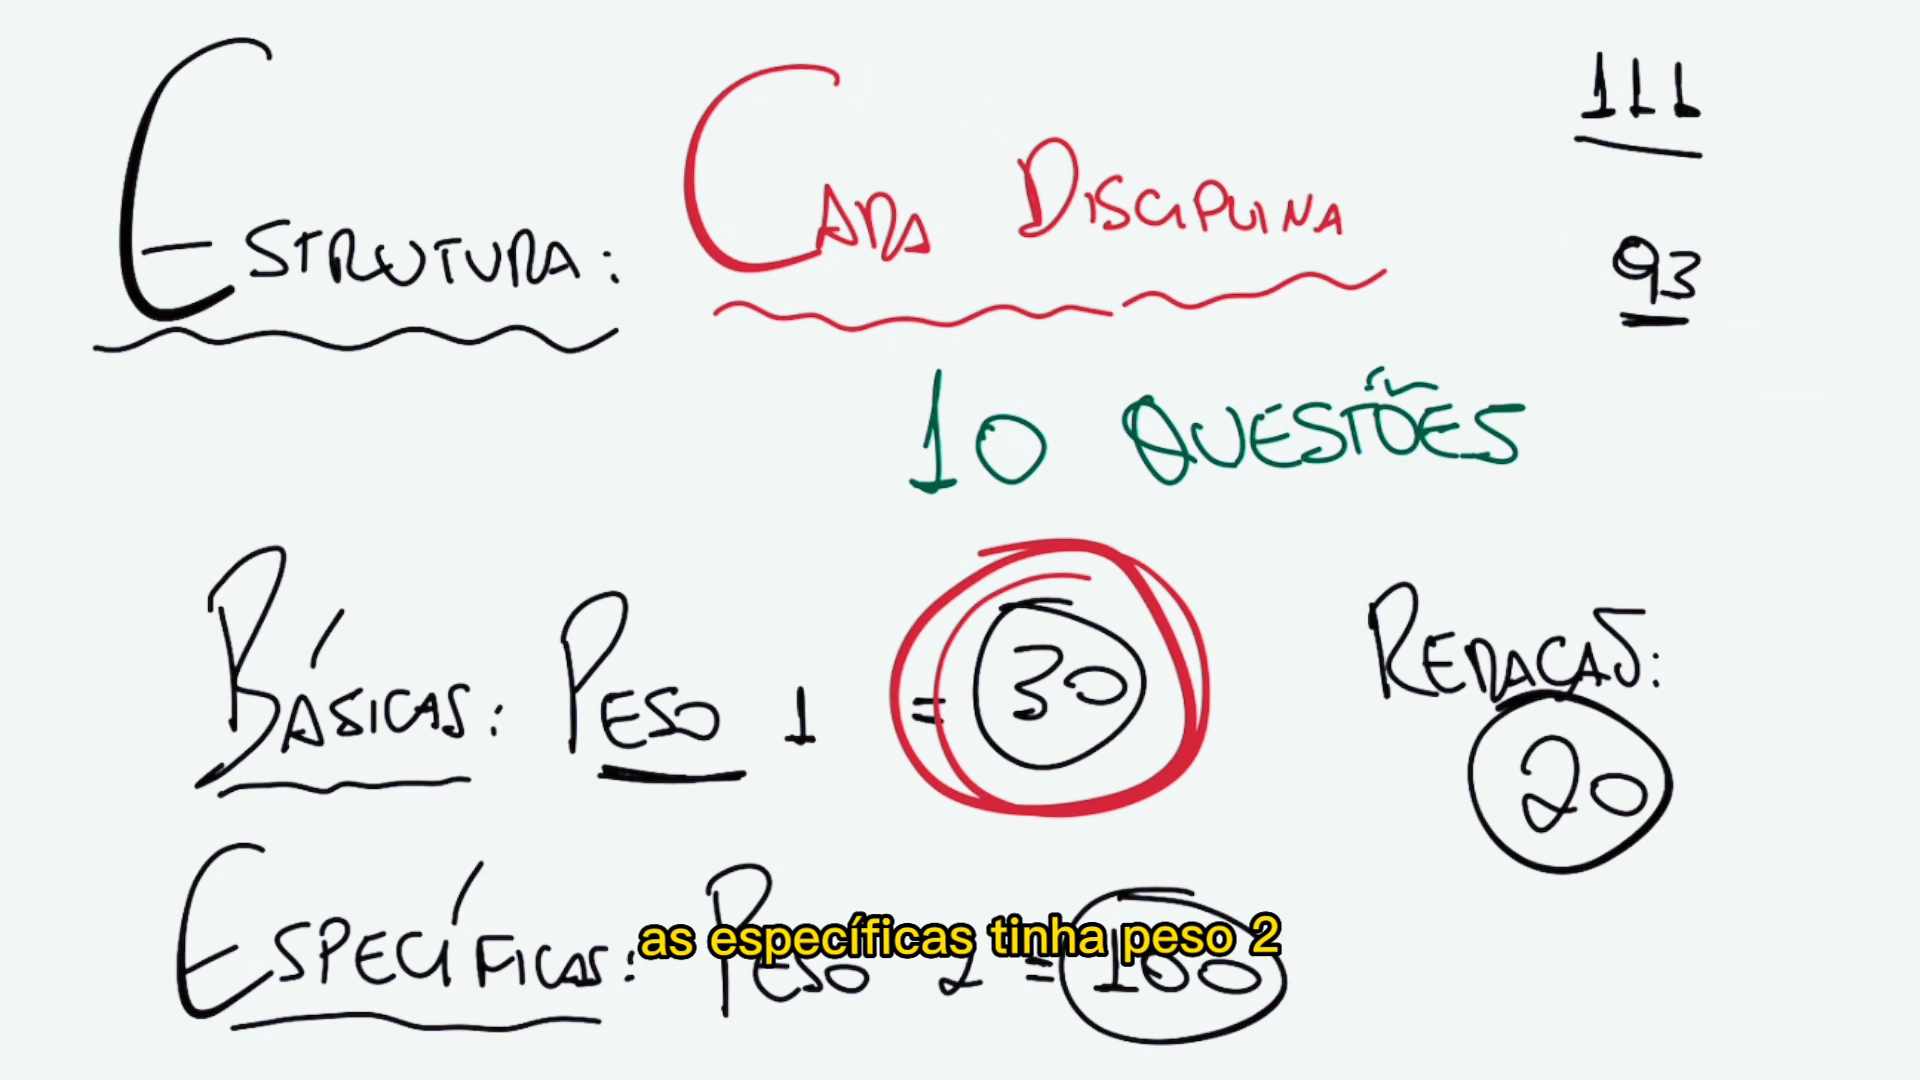 ESTRUTURA: CADA DISCIPLINA
111
93
10 QUESTÕES
BÁSICAS: PESO 1 = 30
REDAÇÃO:
20
ESPECÍFICAS: PESO 2 = 100
as específicas tinha peso 2